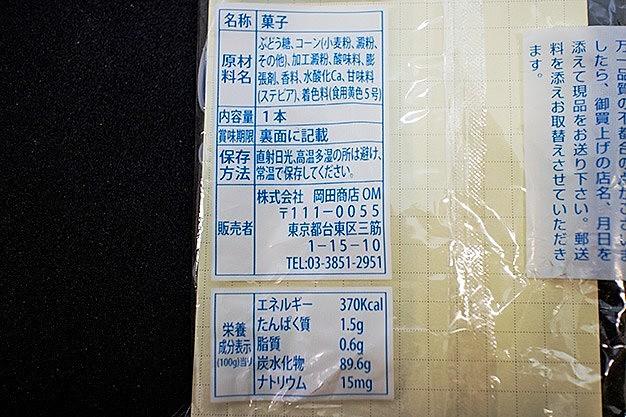 名称 菓子
原材料名 ぶどう糖、コーン(小麦粉、澱粉、
その他)、加工澱粉、酸味料、膨
張剤、香料、水酸化Ca、甘味料
(ステビア)、着色料(食用黄色5号)
内容量 1本
賞味期限 裏面に記載
保存方法 直射日光、高温多湿の所は避け、
常温で保存してください。
販売者 株式会社 岡田商店 OM
〒111-0055
東京都台東区三筋
1-15-10
TEL:03-3851-2951
栄養成分表示(100g当り)
エネルギー 370Kcal
たんぱく質 1.5g
脂質 0.6g
炭水化物 89.6g
ナトリウム 15mg
万一品質の不都合の
したら、御買上げの店名、月日を
添えて現品をお送り下さい。郵送
料を添えお取替えさせていただき
ます。